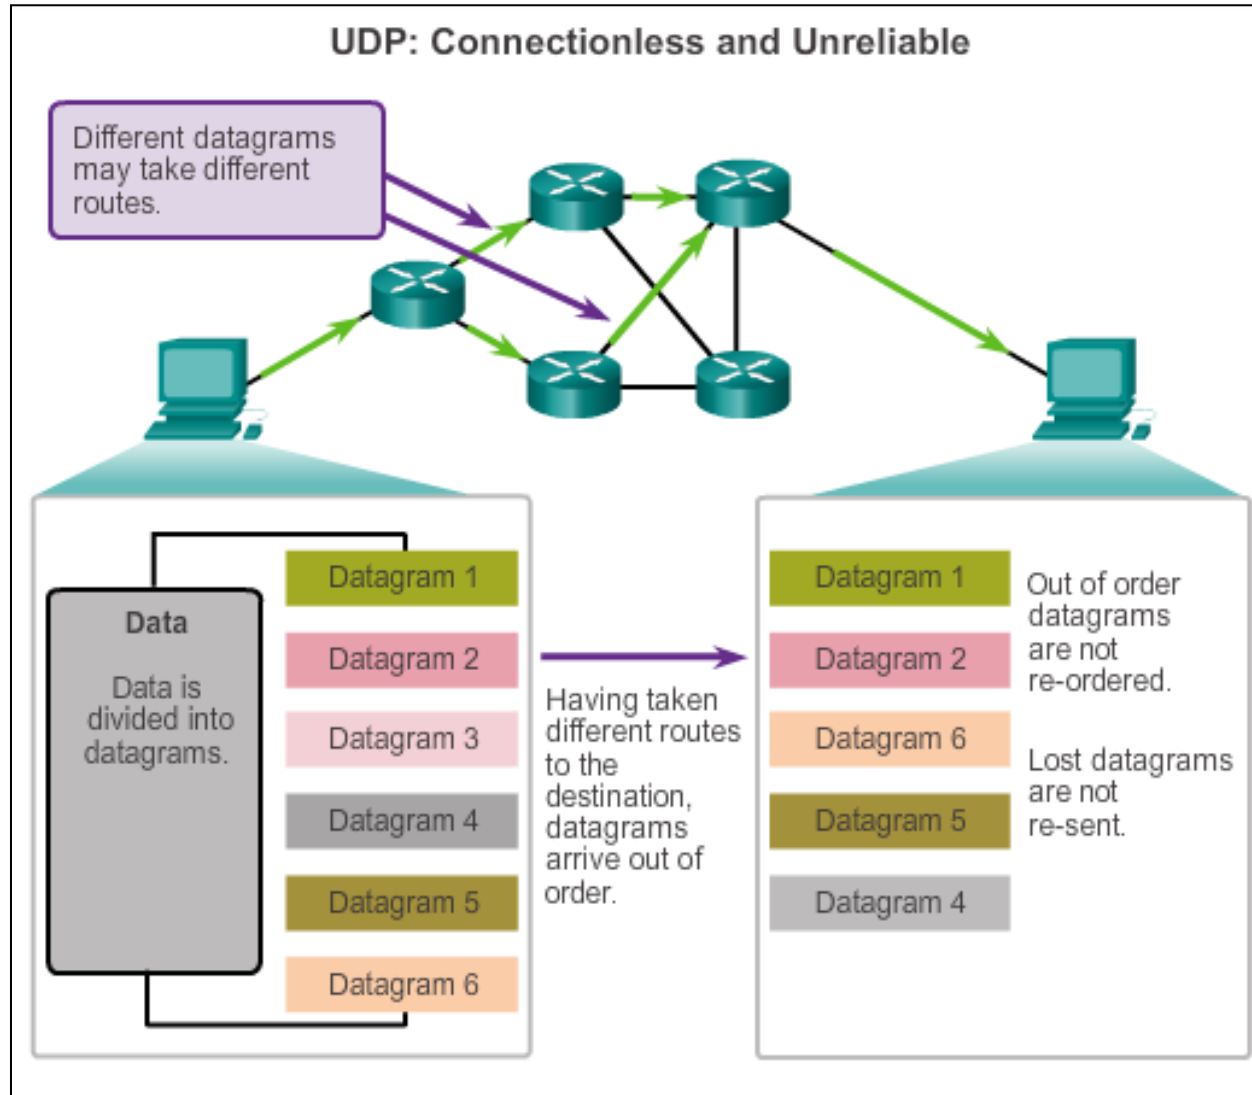 UDP: Connectionless and Unreliable
Different datagrams
may take different
routes.
Data
Data is
divided into
datagrams.
Datagram 1
Datagram 2
Datagram 3
Datagram 4
Datagram 5
Datagram 6
Having taken
different routes
to the
destination,
datagrams
arrive out of
order.
Datagram 1
Datagram 2
Datagram 6
Datagram 5
Datagram 4
Out of order
datagrams
are not
re-ordered.
Lost datagrams
are not
re-sent.